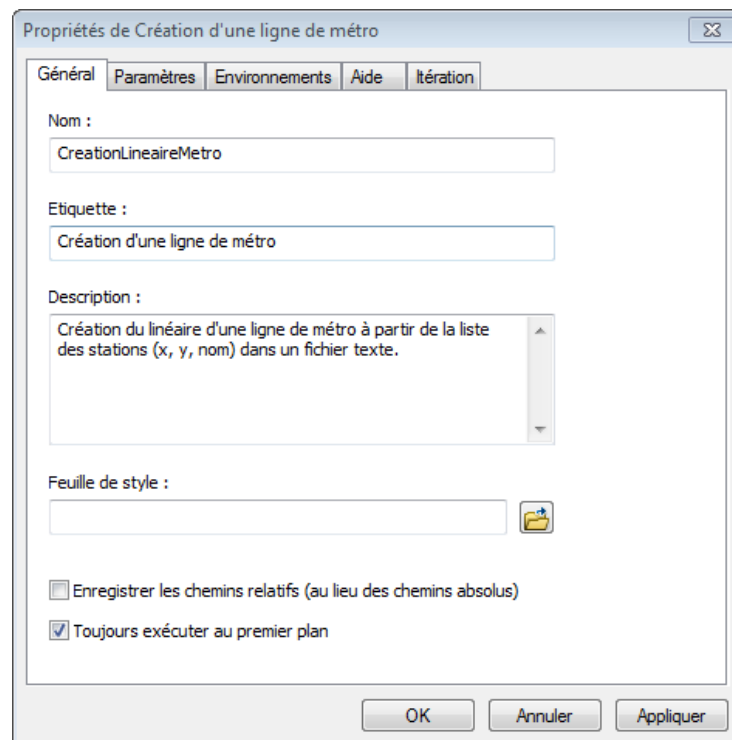 Propriétés de Création d'une ligne de métro
Général Paramètres Environnements Aide Itération
Nom :
CreationLineaireMetro
Etiquette :
Création d'une ligne de métro
Description :
Création du linéaire d'une ligne de métro à partir de la liste
des stations (x, y, nom) dans un fichier texte.
Feuille de style :
Enregistrer les chemins relatifs (au lieu des chemins absolus)
Toujours exécuter au premier plan
OK Annuler Appliquer